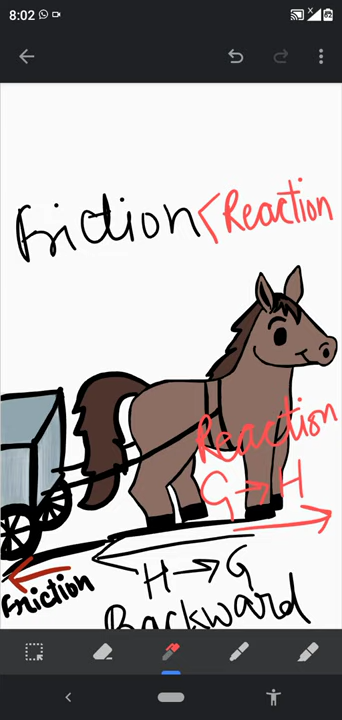 8:02
Friction < Reaction
Reaction
G → H
H → G
Friction
Backward